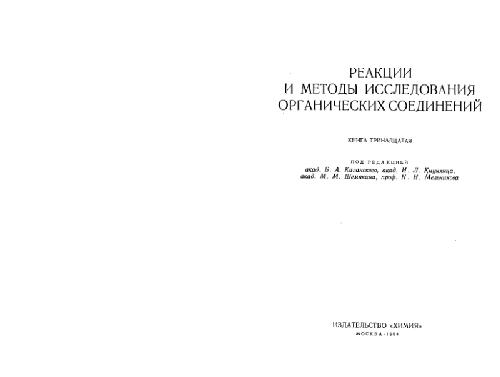 РЕАКЦИИ
И МЕТОДЫ ИССЛЕДОВАНИЯ
ОРГАНИЧЕСКИХ СОЕДИНЕНИЙ
КНИГА ТРИНАДЦАТАЯ
ПОД РЕДАКЦИЕЙ
акад. Б. А. Казанского, акад. И. Л. Кнунянца,
акад. М. М. Шемякина, проф. Н. Н. Мельникова
ИЗДАТЕЛЬСТВО «ХИМИЯ»
МОСКВА · 1964